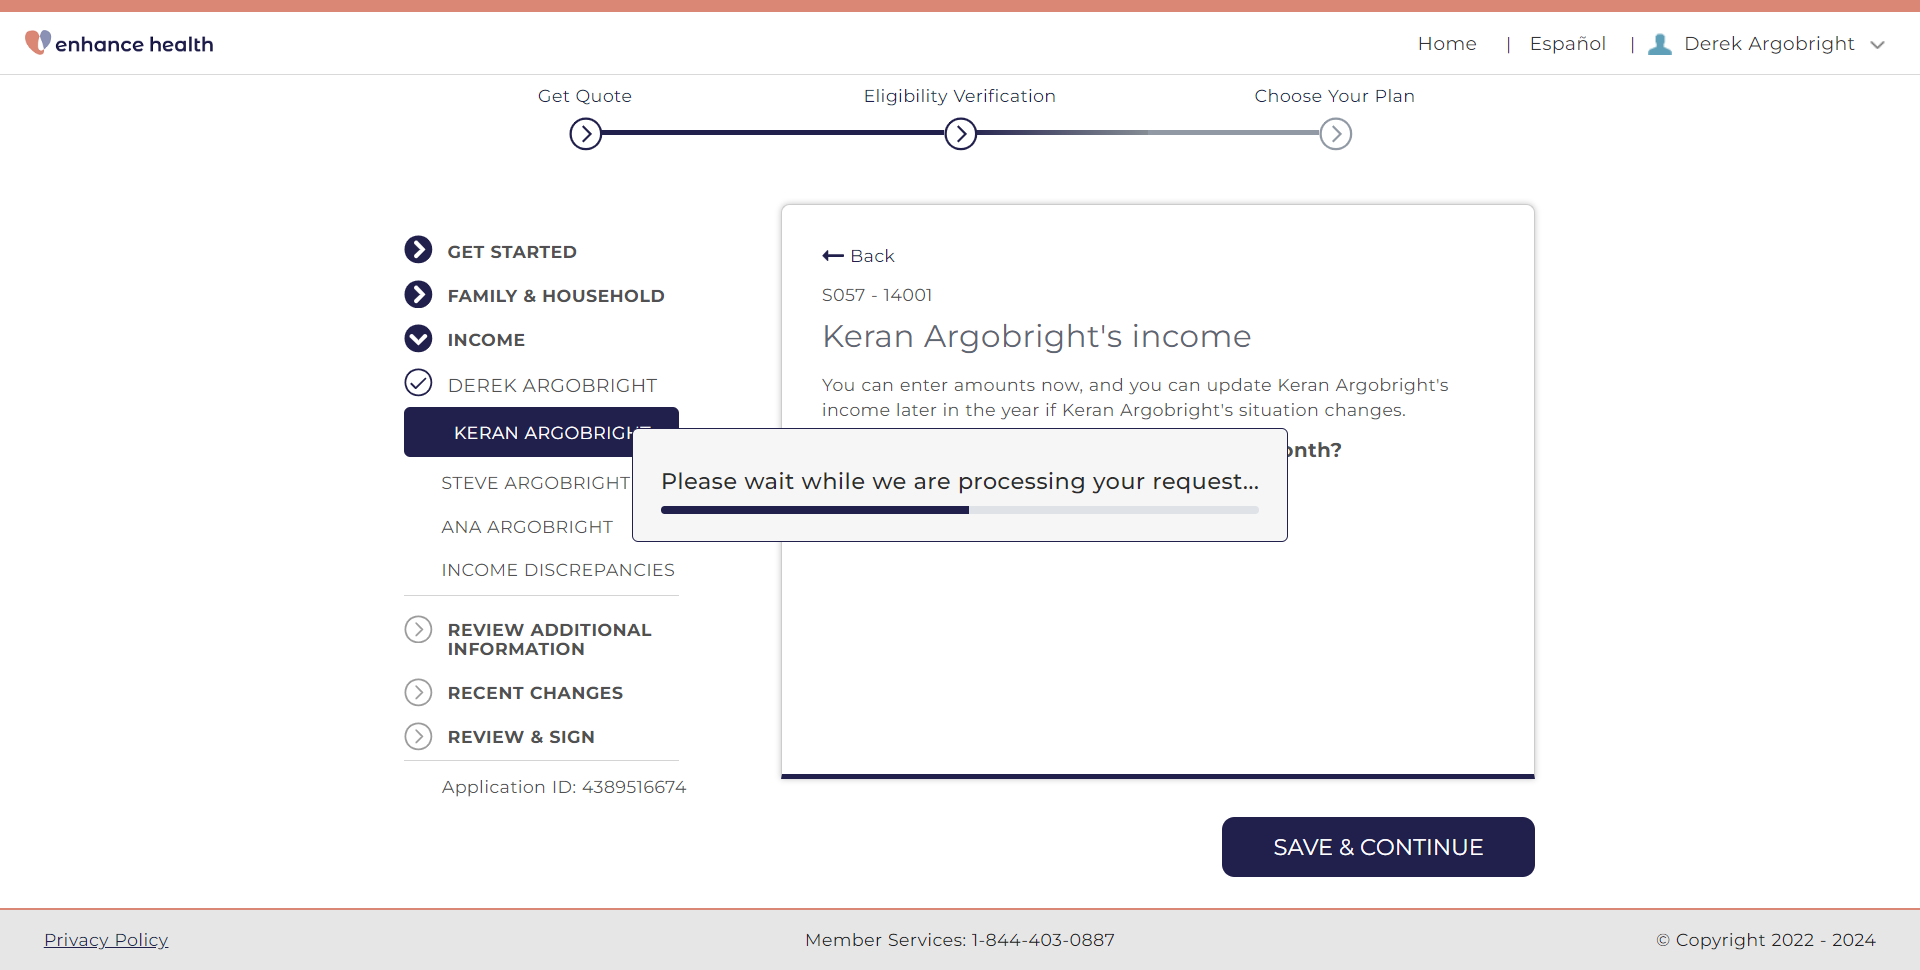 enhance health
Home | Español | Derek Argobright
Get Quote
Eligibility Verification
Choose Your Plan
GET STARTED
FAMILY & HOUSEHOLD
INCOME
DEREK ARGOBRIGHT
KERAN ARGOBRIGHT
STEVE ARGOBRIGHT
ANA ARGOBRIGHT
INCOME DISCREPANCIES
REVIEW ADDITIONAL
INFORMATION
RECENT CHANGES
REVIEW & SIGN
Application ID: 4389516674
Back
S057 - 14001
Keran Argobright's income
You can enter amounts now, and you can update Keran Argobright's
income later in the year if Keran Argobright's situation changes.
Please wait while we are processing your request...
SAVE & CONTINUE
Privacy Policy
Member Services: 1-844-403-0887
© Copyright 2022 - 2024